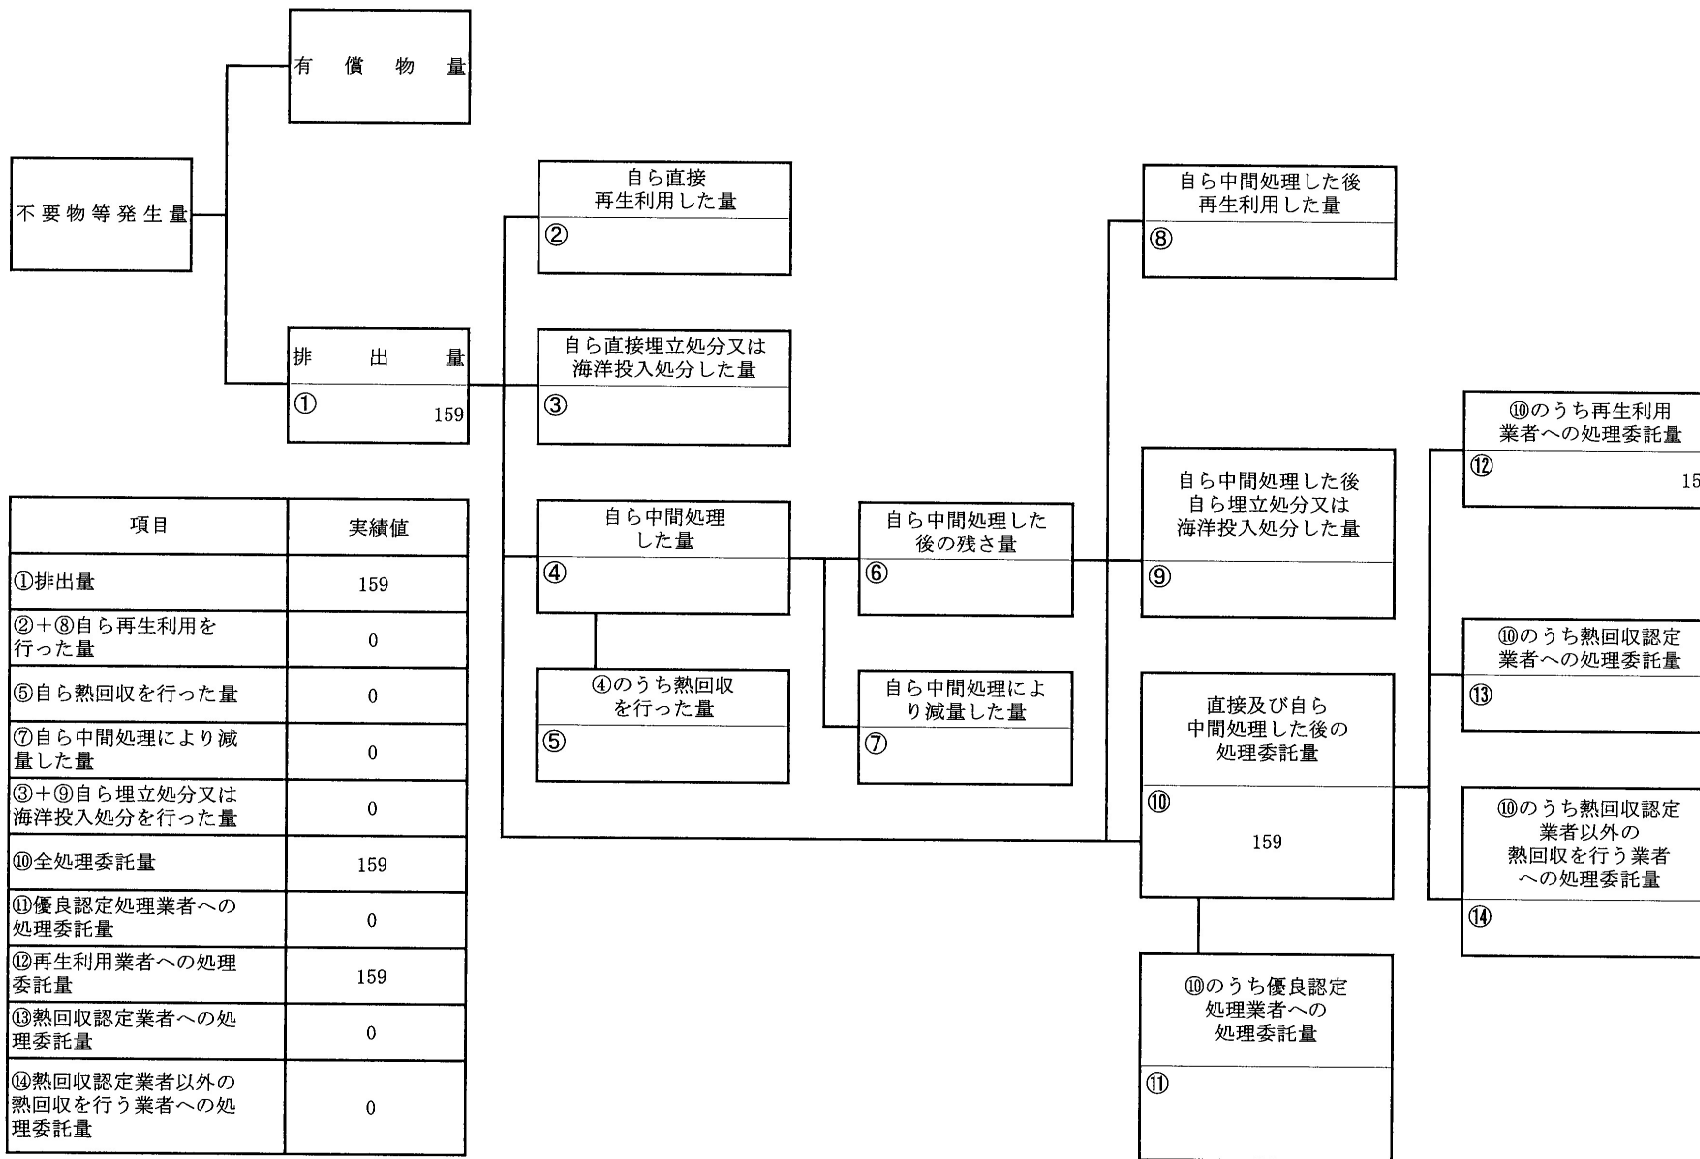 有償物量
不要物等発生量
排出量
①
159
自ら直接
再生利用した量
②
自ら直接埋立処分又は
海洋投入処分した量
③
自ら中間処理
した量
④
④のうち熱回収
を行った量
⑤
自ら中間処理した
後の残さ量
⑥
自ら中間処理によ
り減量した量
⑦
自ら中間処理した後
再生利用した量
⑧
自ら中間処理した後
自ら埋立処分又は
海洋投入処分した量
⑨
直接及び自ら
中間処理した後の
処理委託量
⑩
159
⑩のうち優良認定
処理業者への
処理委託量
⑪
⑩のうち再生利用
業者への処理委託量
⑫
15
⑩のうち熱回収認定
業者への処理委託量
⑬
⑩のうち熱回収認定
業者以外の
熱回収を行う業者
への処理委託量
⑭
項目 実績値
①排出量 159
②+⑧自ら再生利用を
行った量 0
⑤自ら熱回収を行った量 0
⑦自ら中間処理により減
量した量 0
③+⑨自ら埋立処分又は
海洋投入処分を行った量 0
⑩全処理委託量 159
⑪優良認定処理業者への
処理委託量 0
⑫再生利用業者への処理
委託量 159
⑬熱回収認定業者への処
理委託量 0
⑭熱回収認定業者以外の
熱回収を行う業者への処
理委託量 0